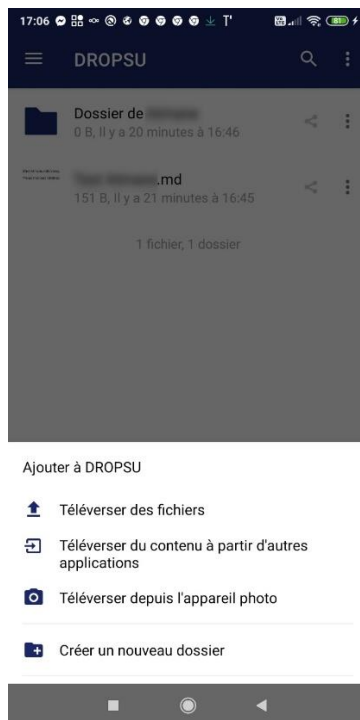 17:06
DROPSU
Dossier de
0 B, Il y a 20 minutes à 16:46
.md
151 B, Il y a 21 minutes à 16:45
1 fichier, 1 dossier
Ajouter à DROPSU
Téléverser des fichiers
Téléverser du contenu à partir d'autres
applications
Téléverser depuis l'appareil photo
Créer un nouveau dossier